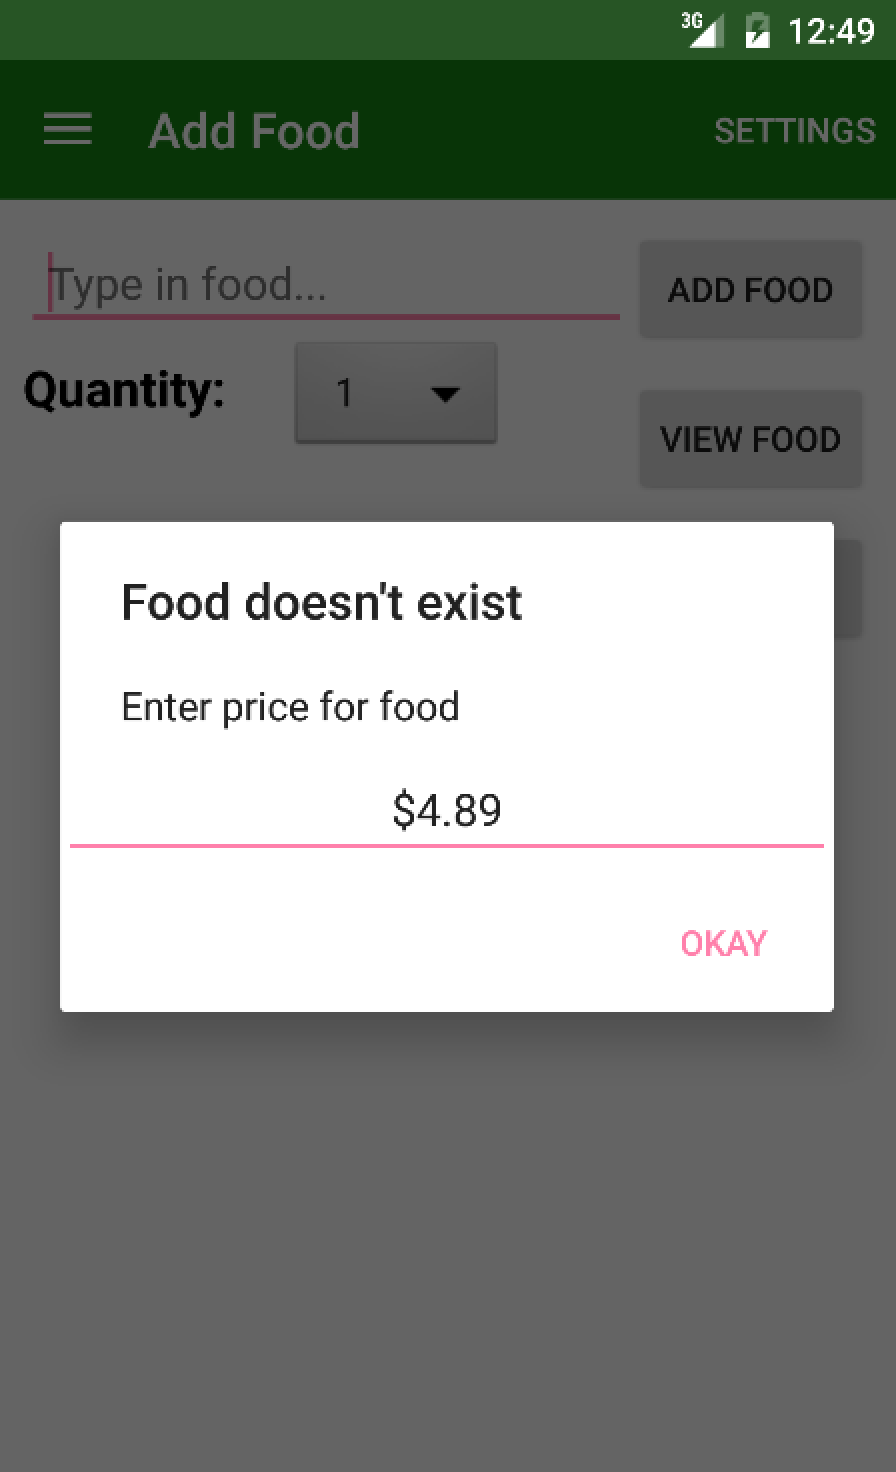 3G 12:49
Add Food SETTINGS
Type in food... ADD FOOD
Quantity: 1
VIEW FOOD
Food doesn't exist
Enter price for food
$4.89
OKAY